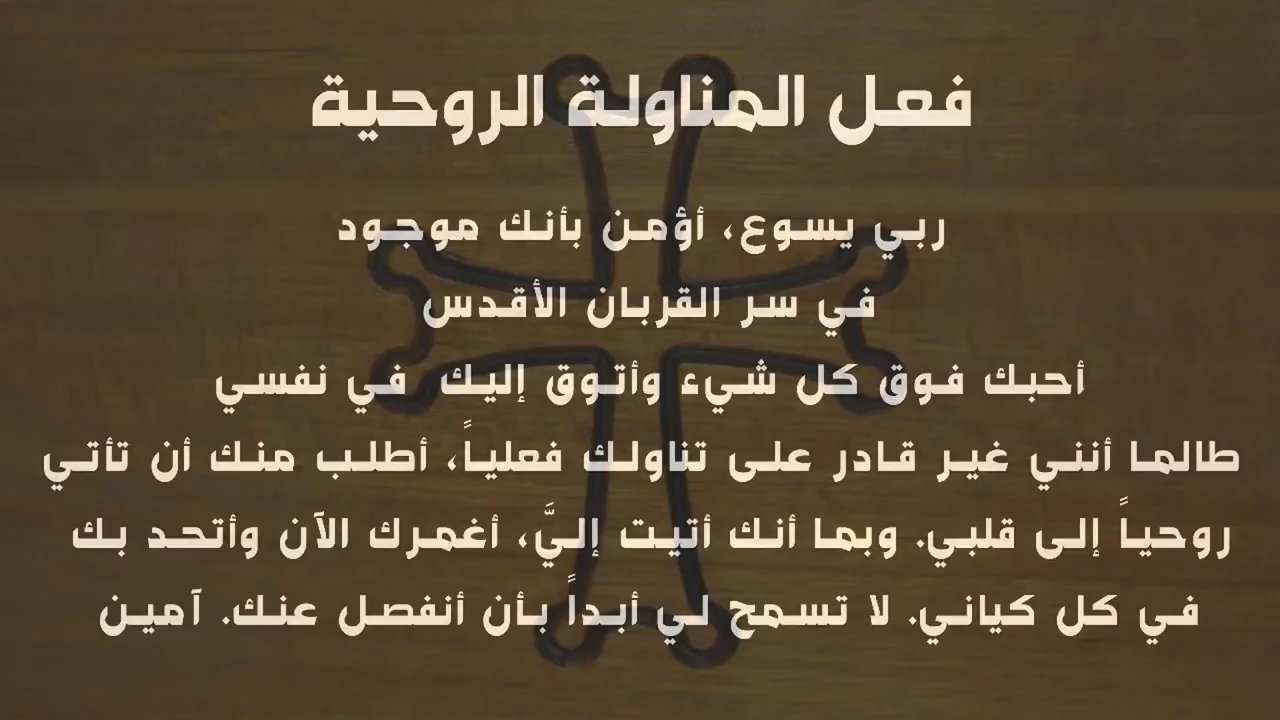 فعل المناولة الروحية
ربي يسوع، أؤمن بأنك موجود
في سر القربان الأقدس
أحبك فوق كل شيء وأتوق إليك في نفسي
طالما أنني غير قادر على تناولك فعلياً، أطلب منك أن تأتي
روحياً إلى قلبي. وبما أنك أتيت إليَّ، أغمرك الآن وأتحد بك
في كل كياني. لا تسمح لي أبداً بأن أنفصل عنك. آمين